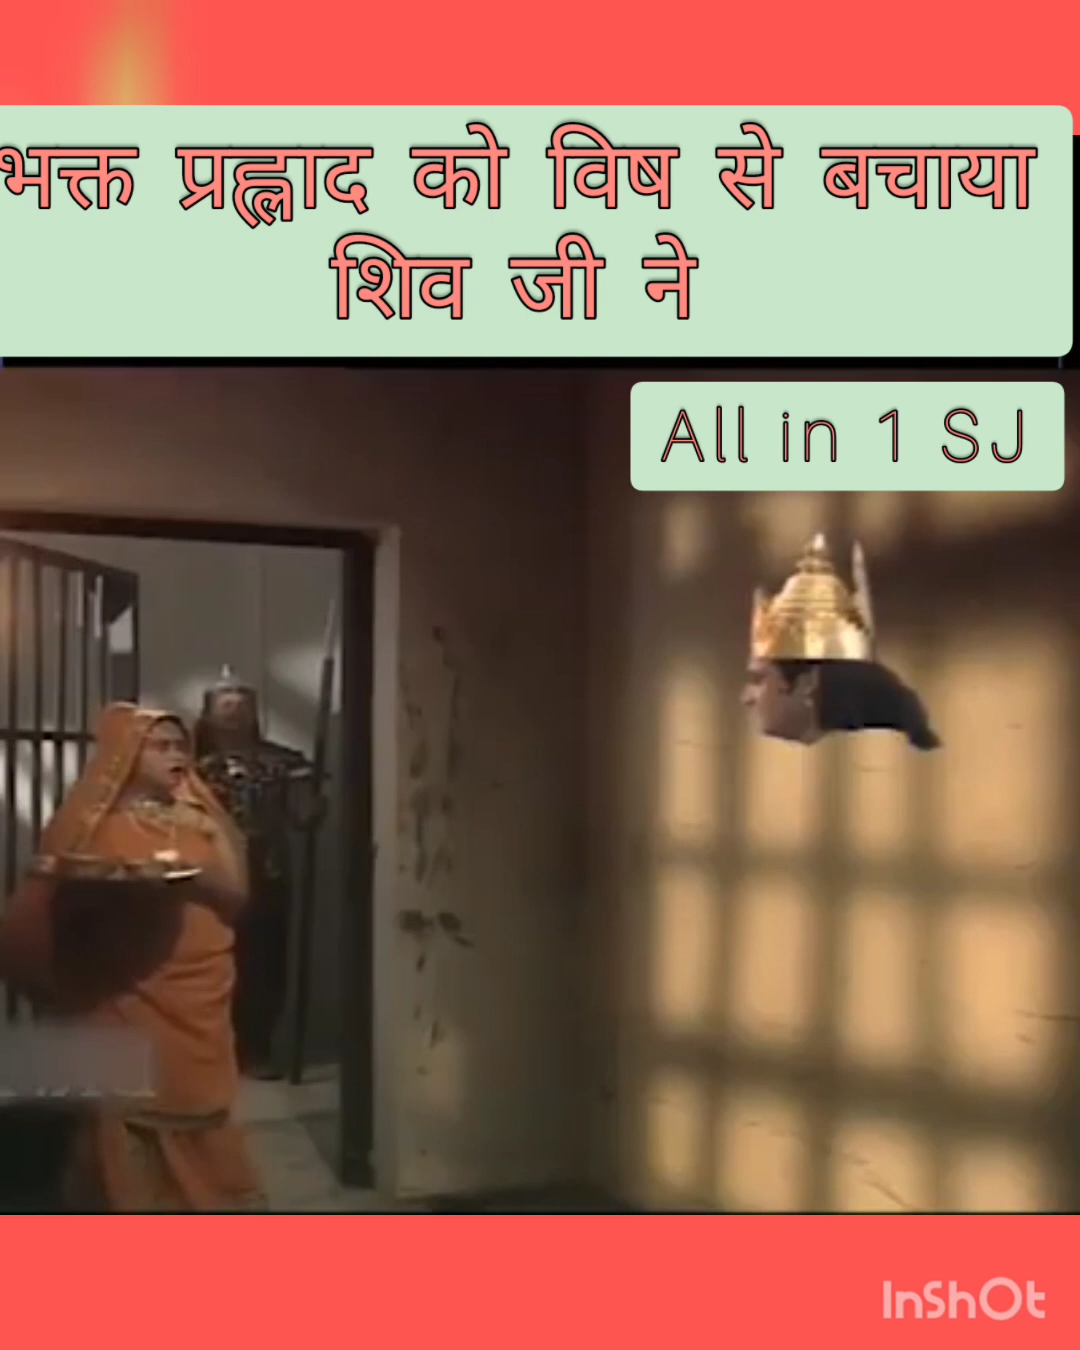 भक्त प्रह्लाद को विष से बचाया
शिव जी ने
All in 1 SJ
InShOt